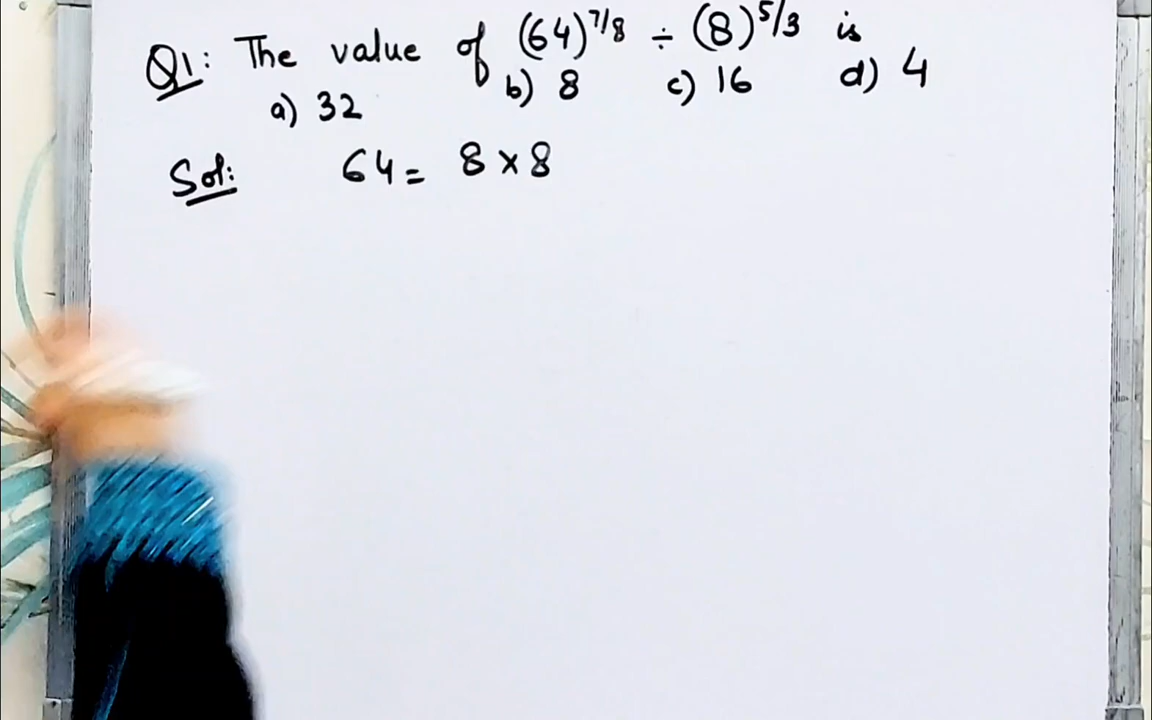 Q1: The value of (64)^7/8 ÷ (8)^5/3 is
a) 32 b) 8 c) 16 d) 4
Sol: 64 = 8 × 8